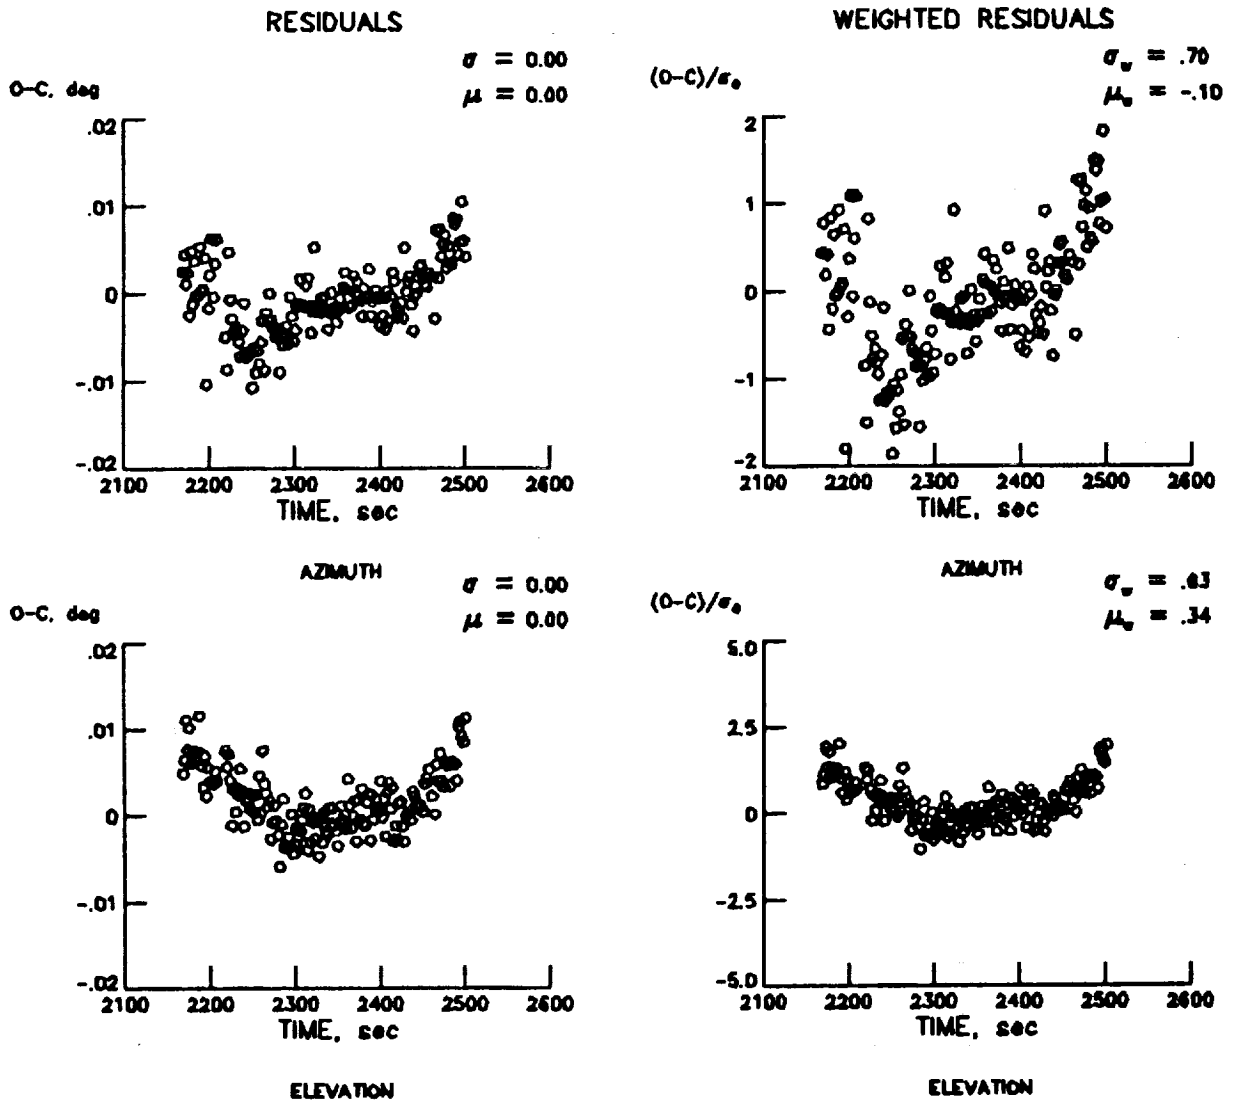 RESIDUALS
WEIGHTED RESIDUALS
σ = 0.00
μ = 0.00
O-C, deg
.02
.01
0
-.01
-.02
2100 2200 2300 2400 2500 2600
TIME, sec
AZIMUTH
σw = .70
μw = -.10
(O-C)/σ
2
1
0
-1
-2
2100 2200 2300 2400 2500 2600
TIME, sec
AZIMUTH
σ = 0.00
μ = 0.00
O-C, deg
.02
.01
0
-.01
-.02
2100 2200 2300 2400 2500 2600
TIME, sec
ELEVATION
σw =
μw = .34
(O-C)/σ
5.0
2.5
0
-2.5
-5.0
2100 2200 2300 2400 2500 2600
TIME, sec
ELEVATION